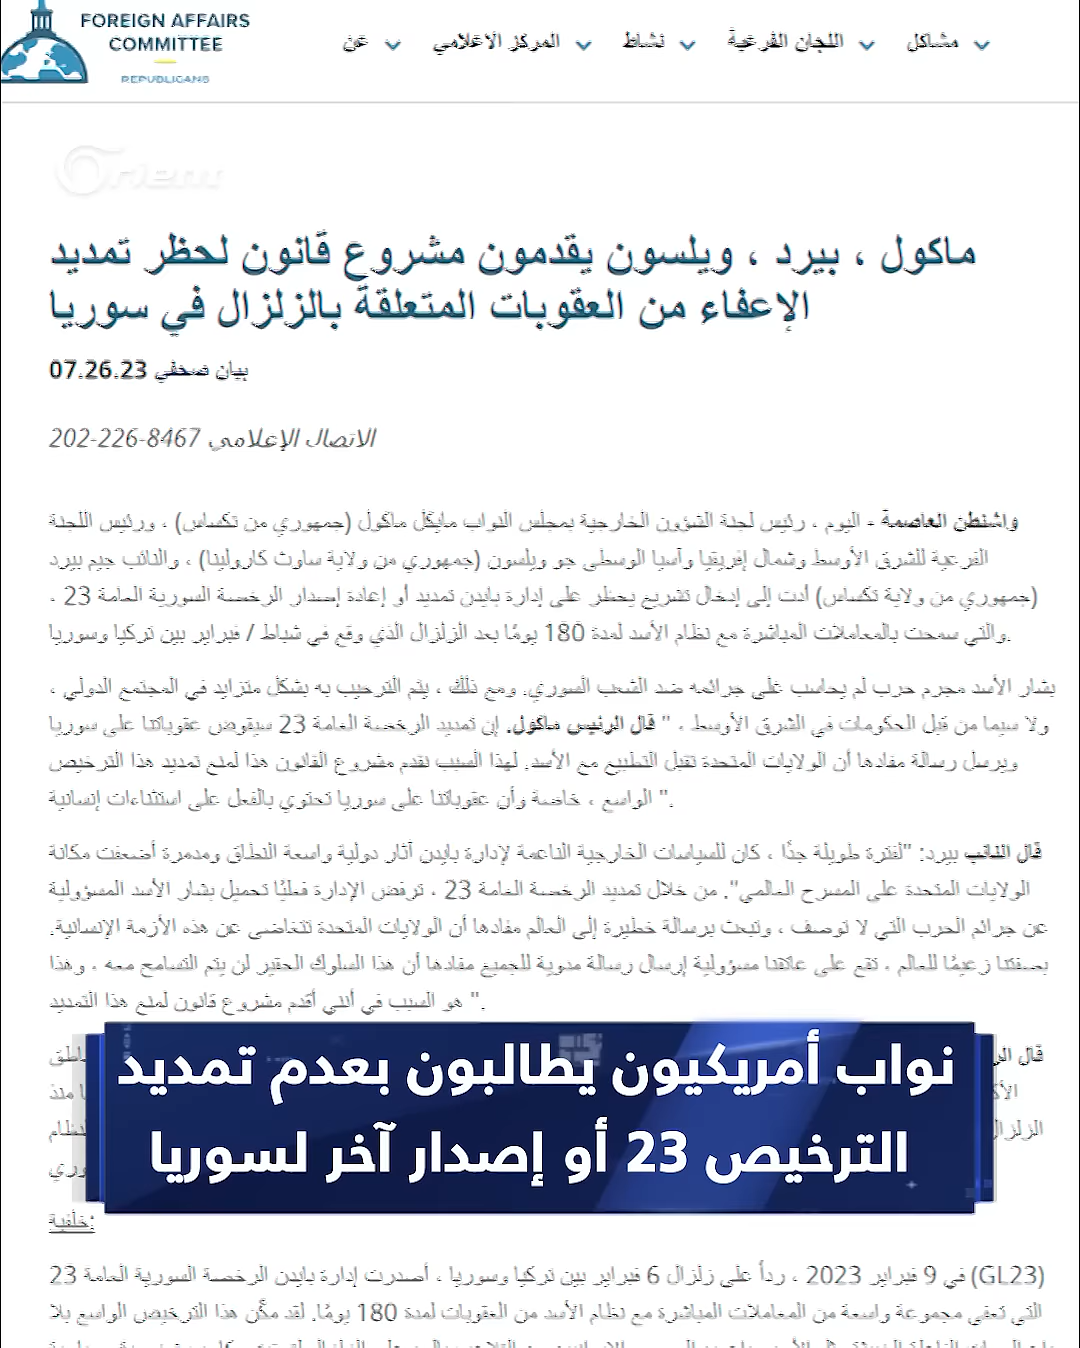 FOREIGN AFFAIRS
COMMITTEE
REPUBLICANS
مشاكل اللجان الفرعية نشاط المركز الاعلامي عن
Orient
ماكول ، بيرد ، ويلسون يقدمون مشروع قانون لحظر تمديد
الإعفاء من العقوبات المتعلقة بالزلزال في سوريا
بيان صحفي 07.26.23
الاتصال الإعلامي 202-226-8467
واشنطن العاصمة - اليوم ، رئيس لجنة الشؤون الخارجية بمجلس النواب مايكل ماكول (جمهوري من تكساس) ، ورئيس اللجنة
الفرعية للشرق الأوسط وشمال إفريقيا وآسيا الوسطى جو ويلسون (جمهوري من ولاية ساوث كارولينا) ، والنائب جيم بيرد
(جمهوري من ولاية تكساس) أدت إلى إدخال تشريع يحظر على إدارة بايدن تمديد أو إعادة إصدار الرخصة السورية العامة 23 ،
والتي سمحت بالمعاملات المباشرة مع نظام الأسد لمدة 180 يومًا بعد الزلزال الذي وقع في شباط / فبراير بين تركيا وسوريا.
بشار الأسد مجرم حرب لم يحاسب على جرائمه ضد الشعب السوري. ومع ذلك ، يتم الترحيب به بشكل متزايد في المجتمع الدولي ،
ولا سيما من قبل الحكومات في الشرق الأوسط ، " قال الرئيس ماكول. إن تمديد الرخصة العامة 23 سيقوض عقوباتنا على سوريا
ويرسل رسالة مفادها أن الولايات المتحدة تقبل التطبيع مع الأسد. لهذا السبب نقدم مشروع القانون هذا لمنع تمديد هذا الترخيص
الواسع ، خاصة وأن عقوباتنا على سوريا تحتوي بالفعل على استثناءات إنسانية ".
قال النائب بيرد: "لفترة طويلة جدًا ، كان للسياسات الخارجية الناعمة لإدارة بايدن آثار دولية واسعة النطاق ومدمرة أضعفت مكانة
الولايات المتحدة على المسرح العالمي". من خلال تمديد الرخصة العامة 23 ، ترفض الإدارة فعليًا تحميل بشار الأسد المسؤولية
عن جرائم الحرب التي لا توصف ، وتبعث برسالة خطيرة إلى العالم مفادها أن الولايات المتحدة تتغاضى عن هذه الأزمة الإنسانية.
بصفتنا زعيمًا للعالم ، تقع على عاتقنا مسؤولية إرسال رسالة مدوية للجميع مفادها أن هذا السلوك الحقير لن يتم التسامح معه ، وهذا
هو السبب في أنني أقدم مشروع قانون لمنع هذا التمديد ".
قال
منذ
نواب أمريكيون يطالبون بعدم تمديد
الترخيص 23 أو إصدار آخر لسوريا
خلفية:
(GL23) في 9 فبراير 2023 ، رداً على زلزال 6 فبراير بين تركيا وسوريا ، أصدرت إدارة بايدن الرخصة السورية العامة 23
التي تعفي مجموعة واسعة من المعاملات المباشرة مع نظام الأسد من العقوبات لمدة 180 يومًا. لقد مكّن هذا الترخيص الواسع بلا